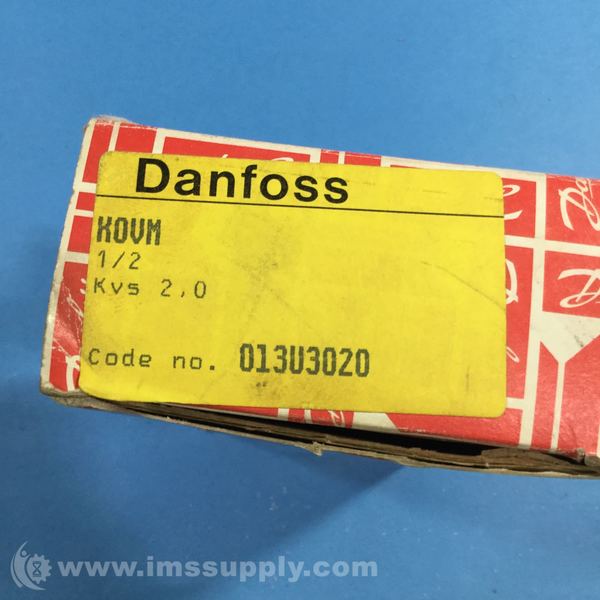 Danfoss
KOVM
1/2
Kvs 2,0
Code no. 013U3020
www.imssupply.com